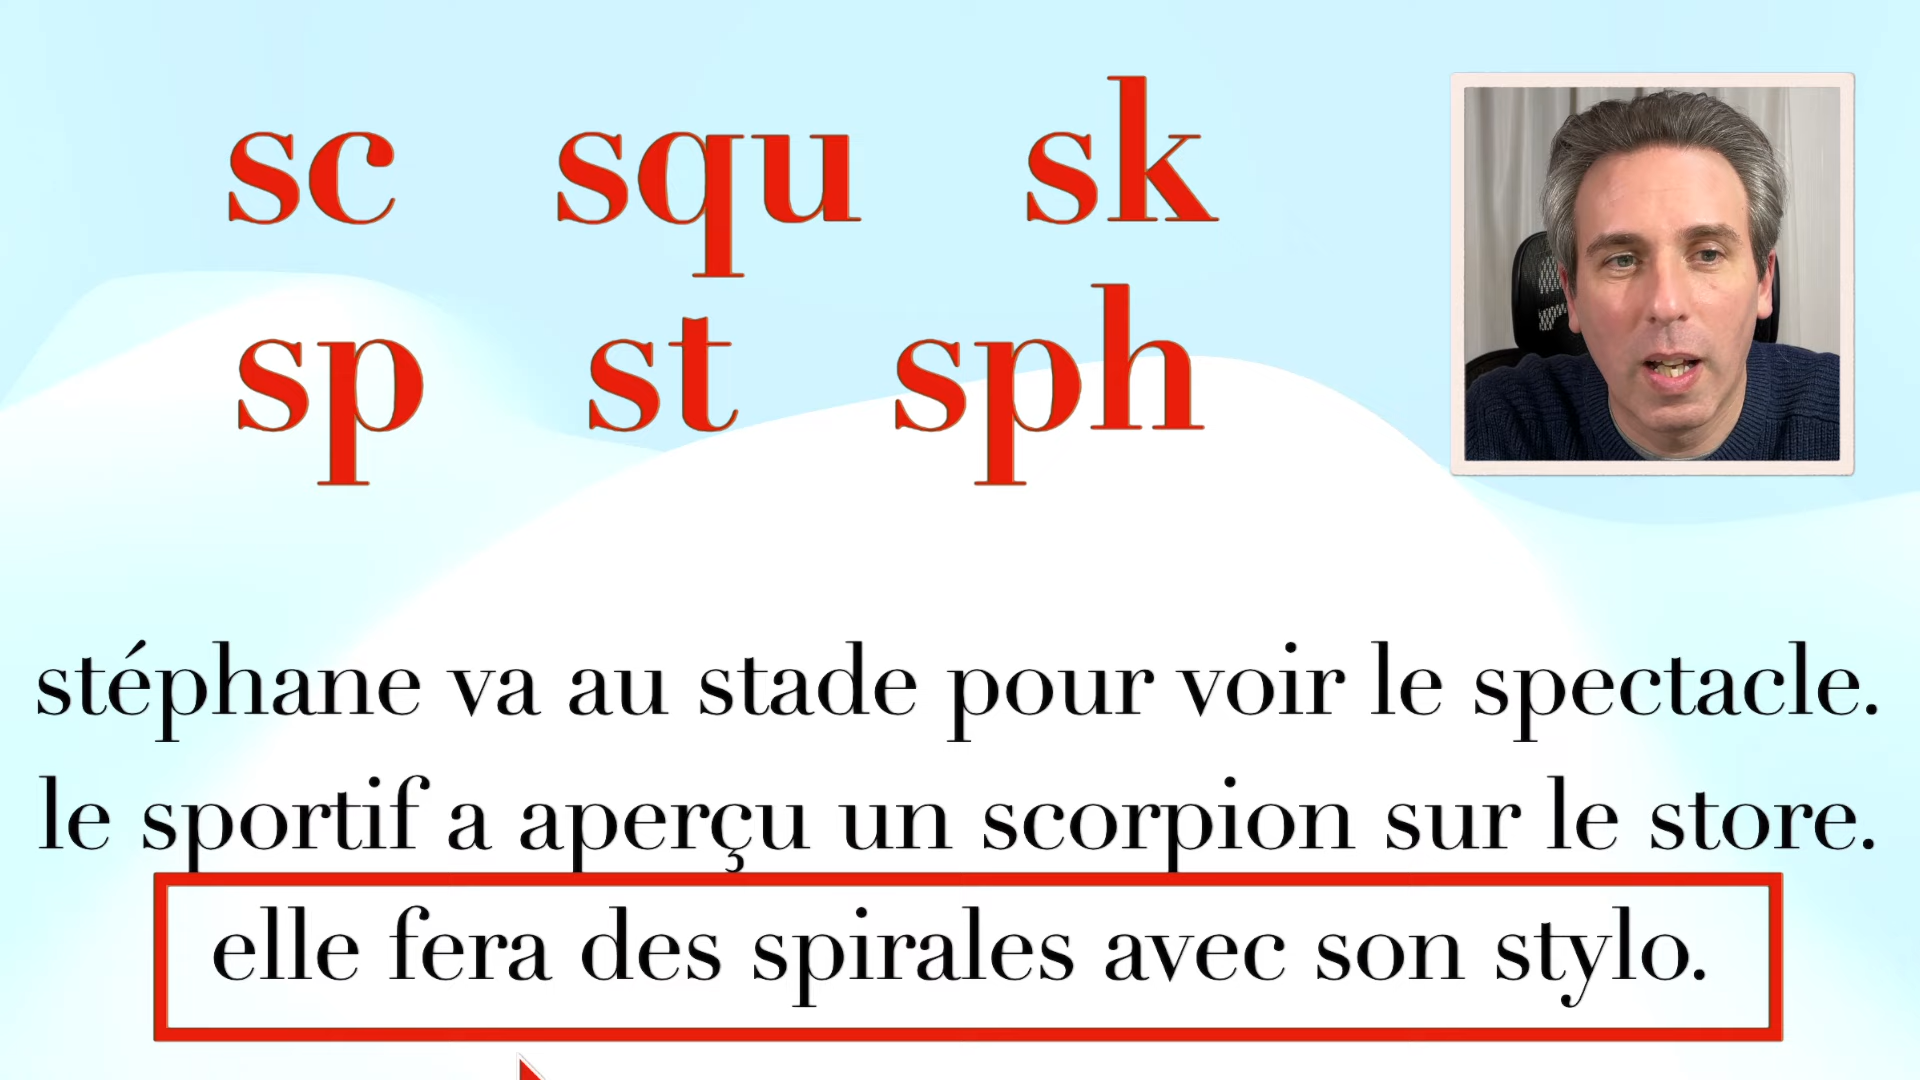 sc squ sk
sp st sph
stéphane va au stade pour voir le spectacle.
le sportif a aperçu un scorpion sur le store.
elle fera des spirales avec son stylo.